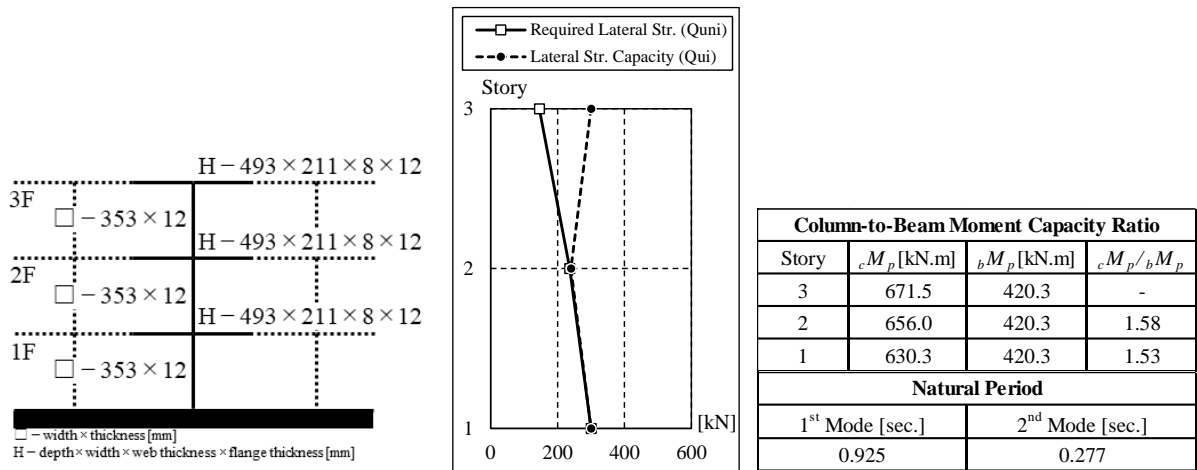 H－493×211×8×12
3F
□－353×12
H－493×211×8×12
2F
□－353×12
H－493×211×8×12
1F
□－353×12
□－width×thickness[mm]
H－depth×width×web thickness×flange thickness[mm]
Required Lateral Str. (Quni)
Lateral Str. Capacity (Qui)
Story
3
0 200 400 600
2
1 [kN]
Column-to-Beam Moment Capacity Ratio
Story cMp[kN.m] bMp[kN.m] cMp/bMp
3 671.5 420.3 -
2 656.0 420.3 1.58
1 630.3 420.3 1.53
Natural Period
1st Mode [sec.] 2nd Mode [sec.]
0.925 0.277